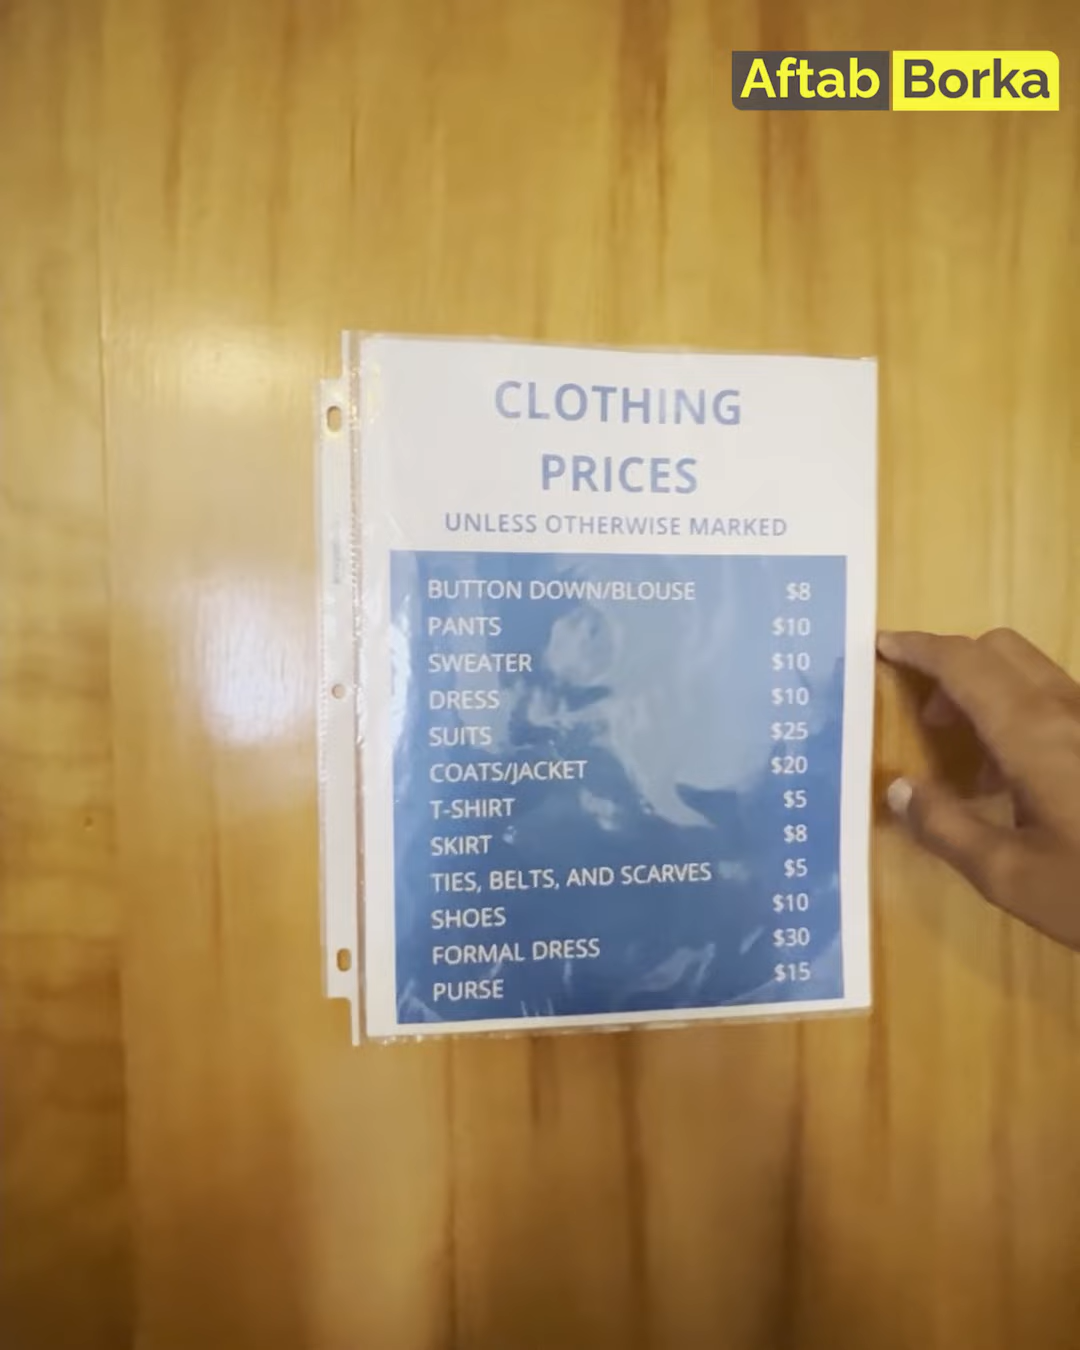 Aftab Borka
CLOTHING
PRICES
UNLESS OTHERWISE MARKED
BUTTON DOWN/BLOUSE $8
PANTS $10
SWEATER $10
DRESS $10
SUITS $25
COATS/JACKET $20
T-SHIRT $5
SKIRT $8
TIES, BELTS, AND SCARVES $5
SHOES $10
FORMAL DRESS $30
PURSE $15